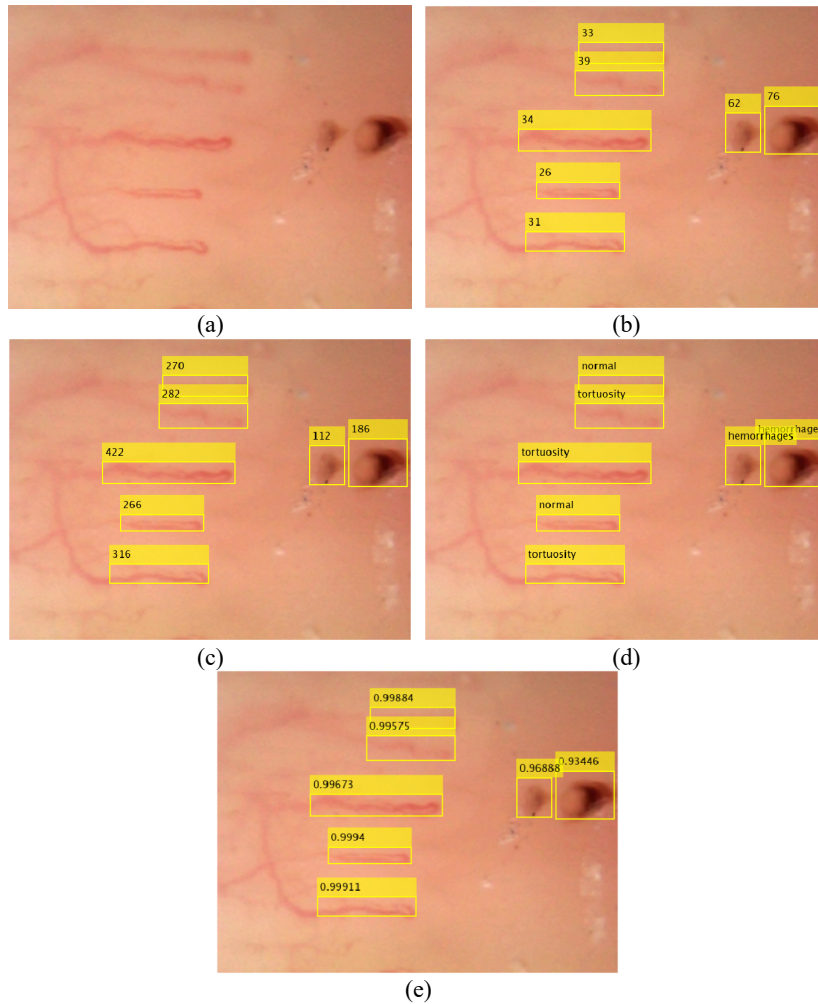 (a)
33
39
62
76
34
26
31
(b)
270
282
112
186
422
266
316
(c)
normal
tortuosity
hemorrhages
hemorrhage
tortuosity
normal
tortuosity
(d)
0.99884
0.99575
0.96888
0.93446
0.99673
0.9994
0.99911
(e)